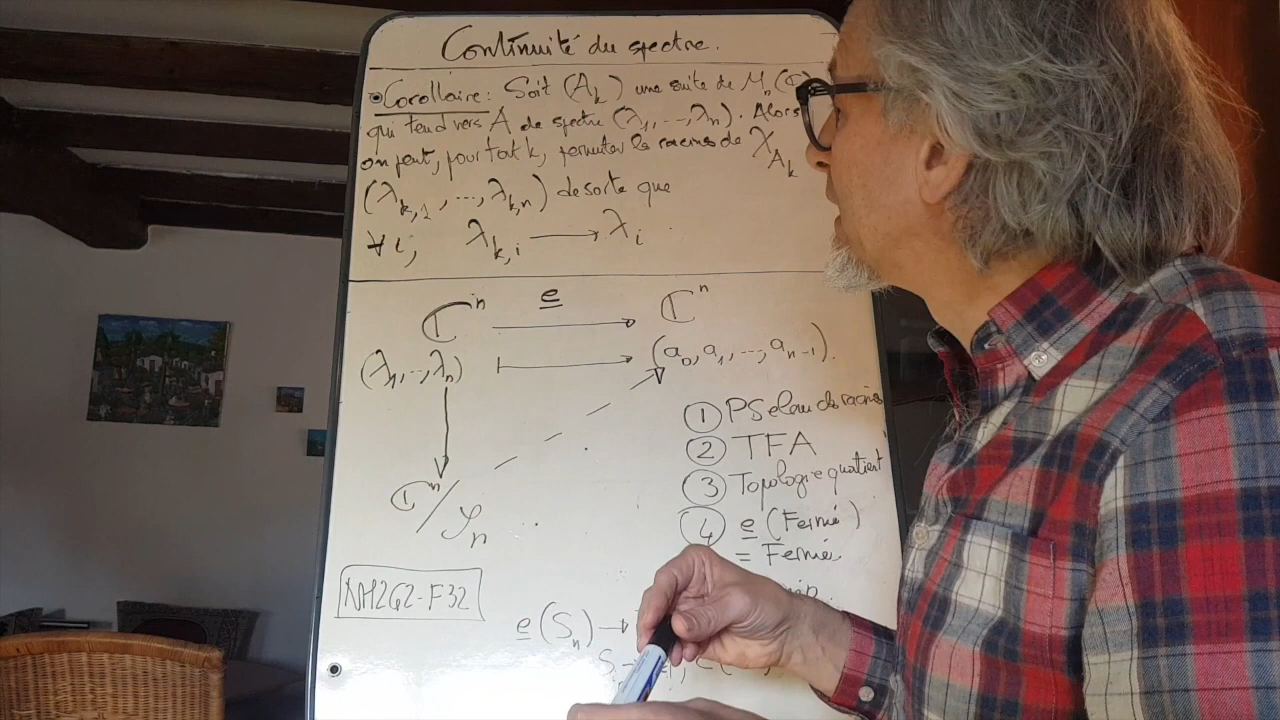 Continuité du spectre.
Corollaire : Soit (A_k) une suite de M_n(C)
qui tend vers A de spectre (λ_1, ..., λ_n). Alors
on peut, pour tout k, permuter les racines de χ_{A_k}
(λ_{k,1}, ..., λ_{k,n}) de sorte que
∀ i, λ_{k,i} → λ_i.
ℂ^n e → ℂ^n
(λ_1, .., λ_n) ↦ (a_0, a_1, ..., a_{n-1}).
① PS elem des racines
② TFA
③ Topologie quotient
ℂ^n / 𝒮_n
④ e (Fermé)
= Fermé
NH2G2-F32
e(S_n) →